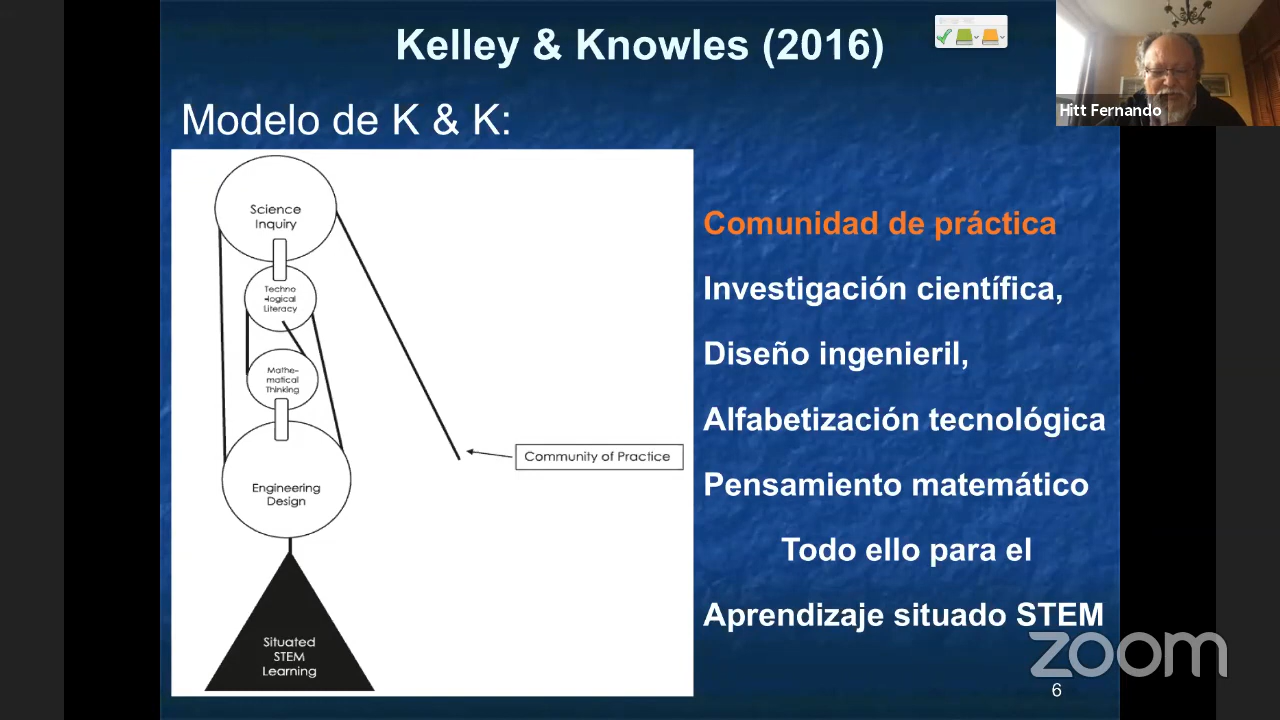 Kelley & Knowles (2016)
Hitt Fernando
Modelo de K & K:
Science
Inquiry
Techno
-logical
Literacy
Mathe-
matical
Thinking
Engineering
Design
Situated
STEM
Learning
Community of Practice
Comunidad de práctica
Investigación científica,
Diseño ingenieril,
Alfabetización tecnológica
Pensamiento matemático
Todo ello para el
Aprendizaje situado STEM
zoom
6